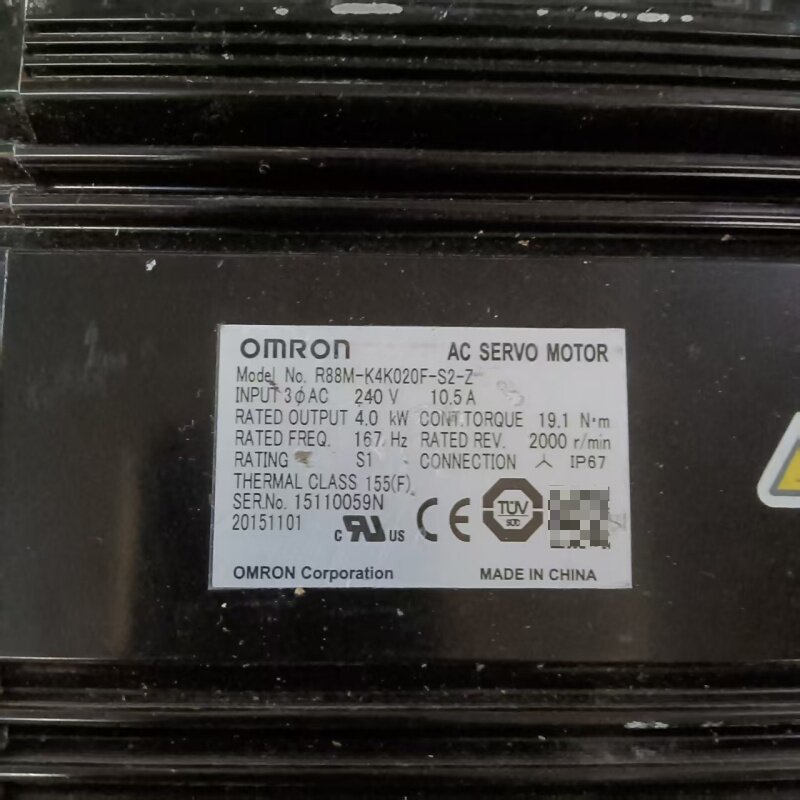 OMRON AC SERVO MOTOR
Model No. R88M-K4K020F-S2-Z
INPUT 3ϕAC 240 V 10.5 A
RATED OUTPUT 4.0 kW CONT.TORQUE 19.1 N·m
RATED FREQ. 167 Hz RATED REV. 2000 r/min
RATING S1 CONNECTION IP67
THERMAL CLASS 155(F)
SER.No. 15110059N
20151101 c RU US CE TÜV
OMRON Corporation MADE IN CHINA